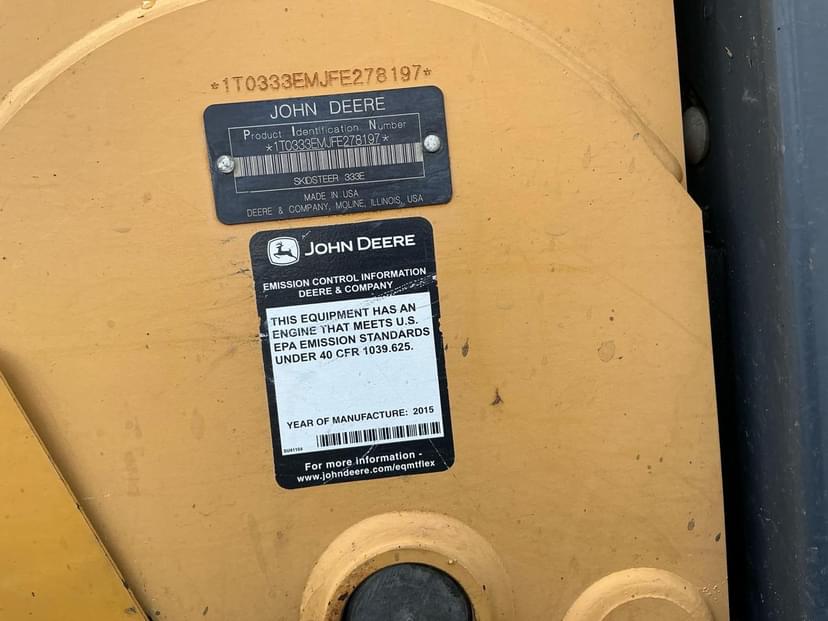 *1T0333EMJFE278197*
JOHN DEERE
Product Identification Number
*1T0333EMJFE278197*
SKIDSTEER 333E
MADE IN USA
DEERE & COMPANY, MOLINE, ILLINOIS, USA
JOHN DEERE
EMISSION CONTROL INFORMATION
DEERE & COMPANY
THIS EQUIPMENT HAS AN
ENGINE THAT MEETS U.S.
EPA EMISSION STANDARDS
UNDER 40 CFR 1039.625.
YEAR OF MANUFACTURE: 2015
For more information -
www.johndeere.com/eqmtflex